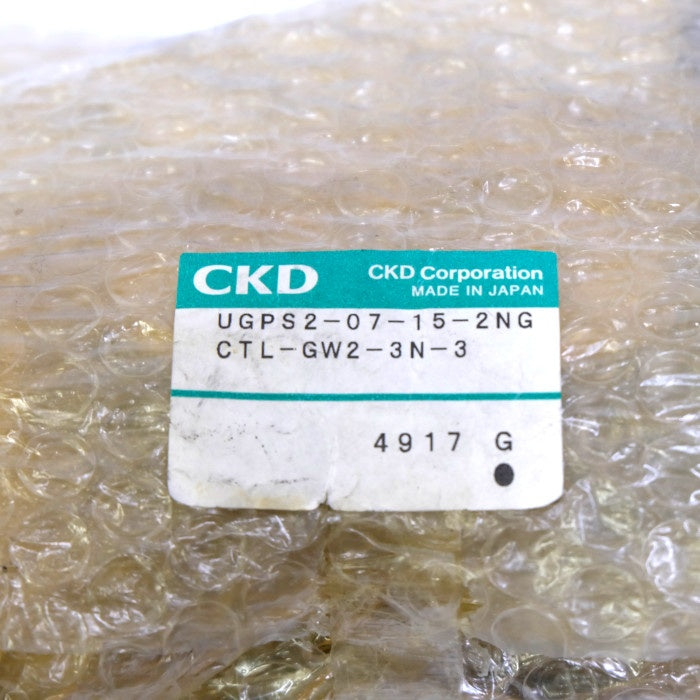 CKD
CKD Corporation
MADE IN JAPAN
UGPS2-07-15-2NG
CTL-GW2-3N-3
4917 G